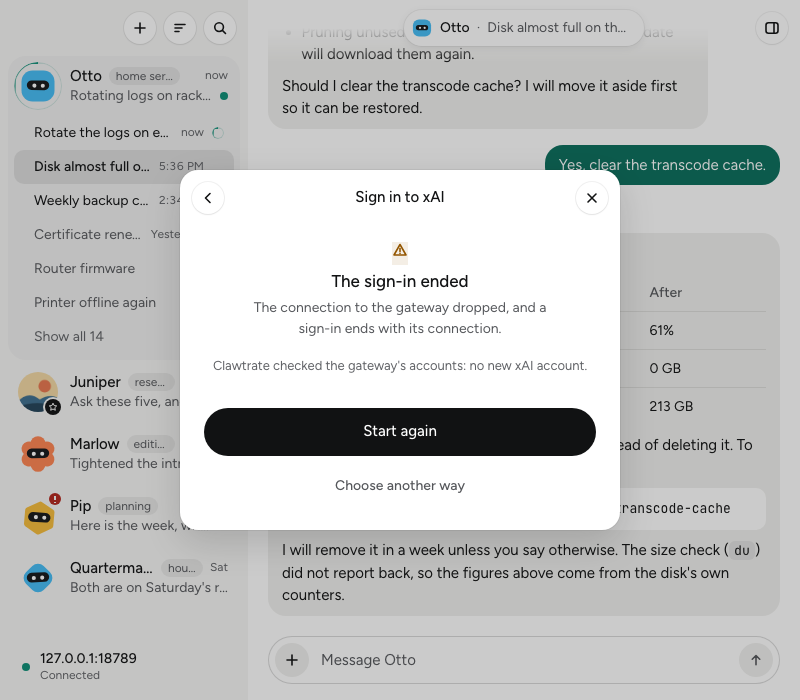 Otto home ser... now
Rotating logs on rack...
Rotate the logs on e... now
Disk almost full o... 5:36 PM
Weekly backup c... 2:34
Certificate rene... Yeste
Router firmware
Printer offline again
Show all 14
Juniper rese...
Ask these five, an
Marlow editi...
Tightened the intr
Pip planning
Here is the week, w
Quarterma... hou... Sat
Both are on Saturday's r...
127.0.0.1:18789
Connected
Otto · Disk almost full on th...
Pruning unused
will download them again.
Should I clear the transcode cache? I will move it aside first
so it can be restored.
Yes, clear the transcode cache.
Sign in to xAI
The sign-in ended
The connection to the gateway dropped, and a
sign-in ends with its connection.
Clawtrate checked the gateway's accounts: no new xAI account.
Start again
Choose another way
After
61%
0 GB
213 GB
ead of deleting it. To
transcode-cache
I will remove it in a week unless you say otherwise. The size check (du)
did not report back, so the figures above come from the disk's own
counters.
Message Otto